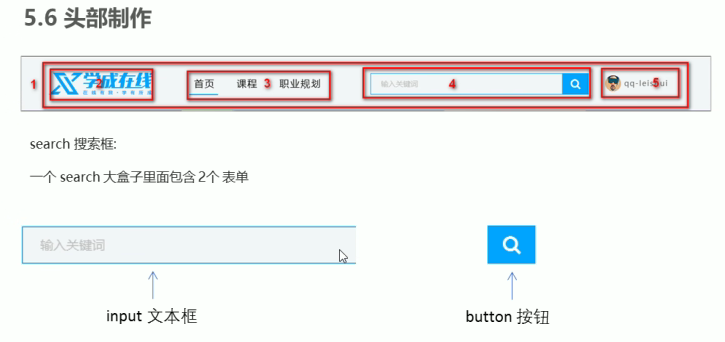 5.6 头部制作
1 2 学成在线 首页 课程 3 职业规划 输入关键词 4 qq-lei 5 ui
search 搜索框:
一个 search 大盒子里面包含 2个 表单
输入关键词
input 文本框 button 按钮